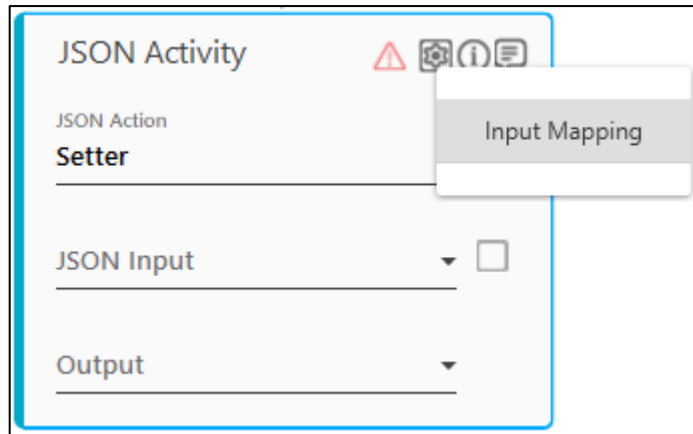 JSON Activity
Input Mapping
JSON Action
Setter
JSON Input
Output